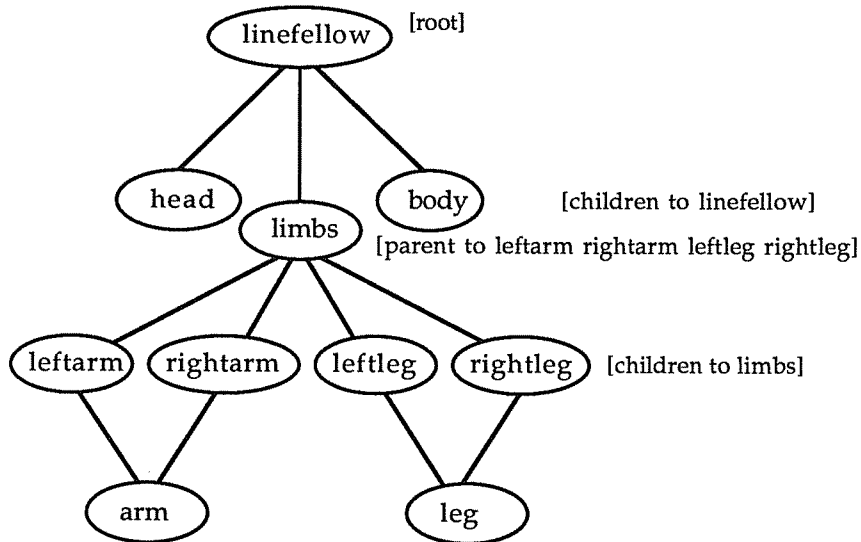 linefellow [root]
head body [children to linefellow]
limbs
[parent to leftarm rightarm leftleg rightleg]
leftarm rightarm leftleg rightleg [children to limbs]
arm leg